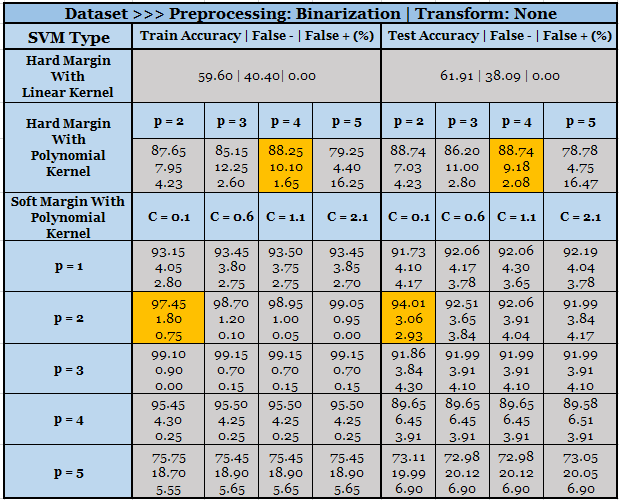 Dataset >>> Preprocessing: Binarization | Transform: None
SVM Type Train Accuracy | False - | False + (%) Test Accuracy | False - | False + (%)
Hard Margin
With
Linear Kernel
59.60 | 40.40| 0.00 61.91 | 38.09 | 0.00
Hard Margin
With
Polynomial
Kernel
p = 2 p = 3 p = 4 p = 5 p = 2 p = 3 p = 4 p = 5
87.65 85.15 88.25 79.25 88.74 86.20 88.74 78.78
7.95 12.25 10.10 4.40 7.03 11.00 9.18 4.75
4.23 2.60 1.65 16.25 4.23 2.80 2.08 16.47
Soft Margin With
Polynomial
Kernel
C = 0.1 C = 0.6 C = 1.1 C = 2.1 C = 0.1 C = 0.6 C = 1.1 C = 2.1
p = 1
93.15 93.45 93.50 93.45 91.73 92.06 92.06 92.19
4.05 3.80 3.75 3.85 4.10 4.17 4.30 4.04
2.80 2.75 2.75 2.70 4.17 3.78 3.65 3.78
p = 2
97.45 98.70 98.95 99.05 94.01 92.51 92.06 91.99
1.80 1.20 1.00 0.95 3.06 3.65 3.91 3.84
0.75 0.10 0.05 0.00 2.93 3.84 4.04 4.17
p = 3
99.10 99.15 99.15 99.15 91.86 91.99 91.99 91.99
0.90 0.70 0.70 0.70 3.84 3.91 3.91 3.91
0.00 0.15 0.15 0.15 4.30 4.10 4.10 4.10
p = 4
95.45 95.50 95.50 95.50 89.65 89.65 89.65 89.58
4.30 4.25 4.25 4.25 6.45 6.45 6.45 6.51
0.25 0.25 0.25 0.25 3.91 3.91 3.91 3.91
p = 5
75.75 75.45 75.45 75.45 73.11 72.98 72.98 73.05
18.70 18.90 18.90 18.90 19.99 20.12 20.12 20.05
5.55 5.65 5.65 5.65 6.90 6.90 6.90 6.90